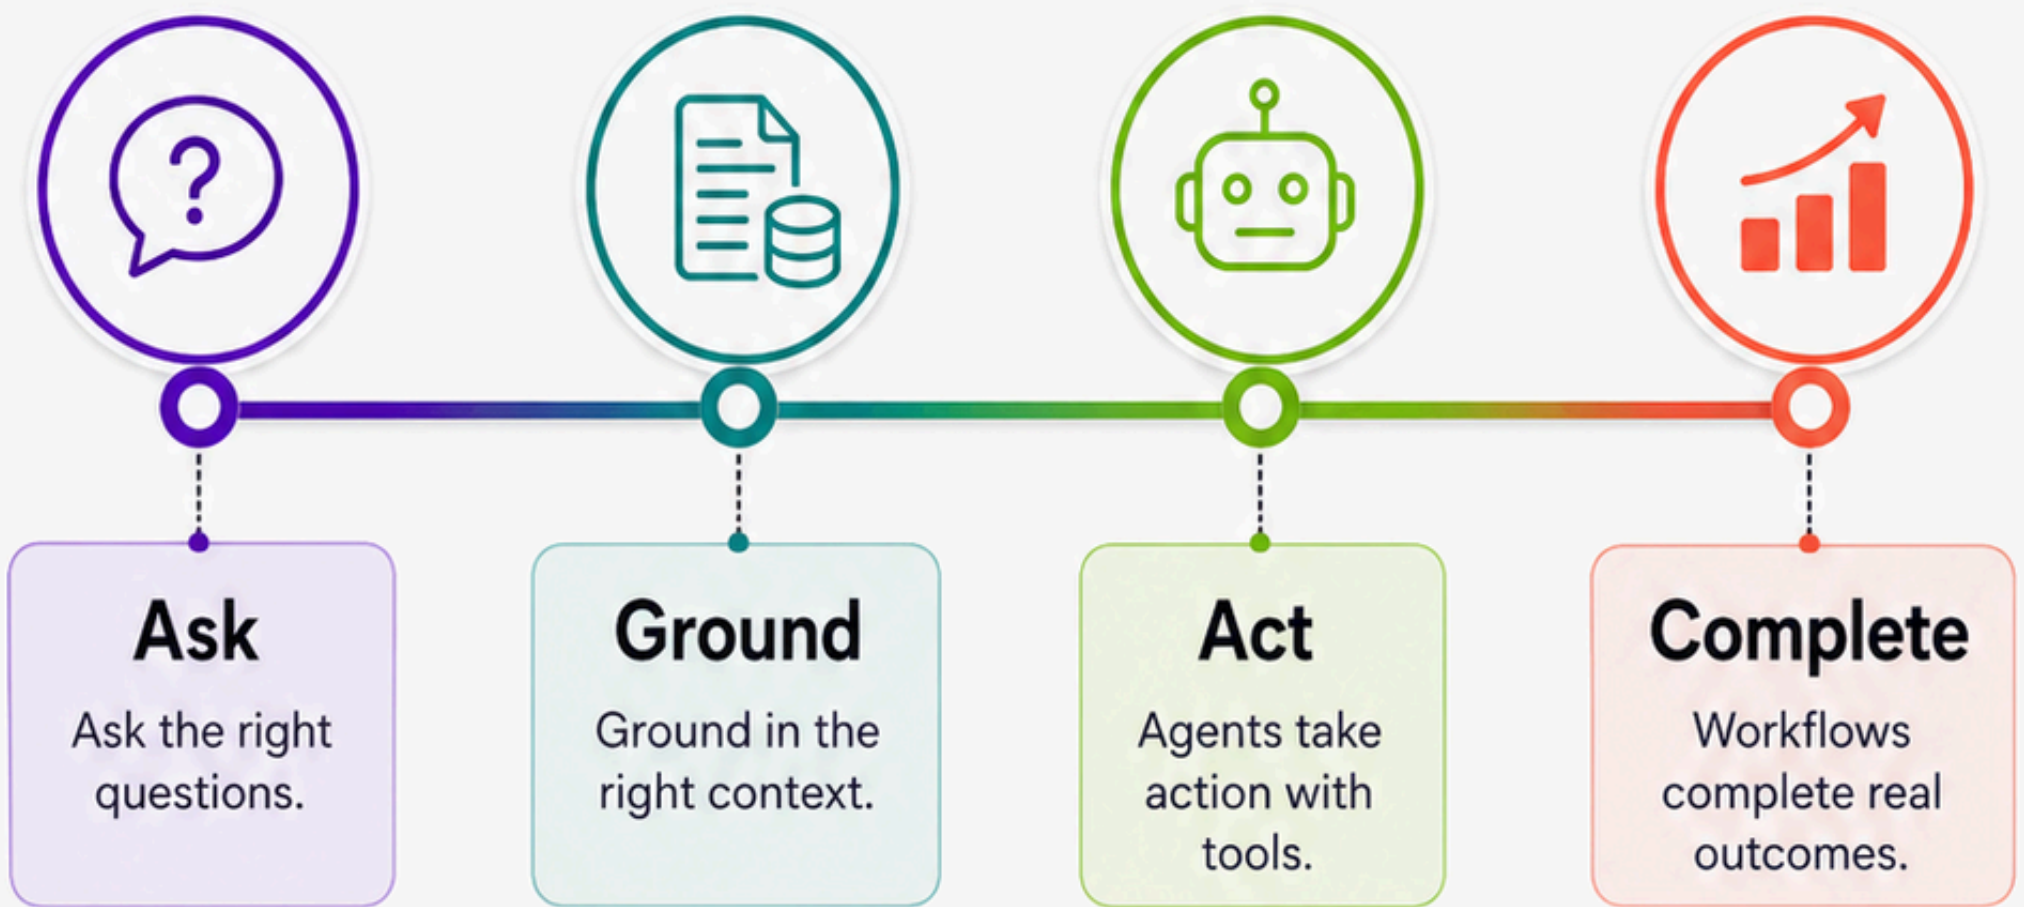 ?
Ask
Ask the right
questions.
Ground
Ground in the
right context.
Act
Agents take
action with
tools.
Complete
Workflows
complete real
outcomes.